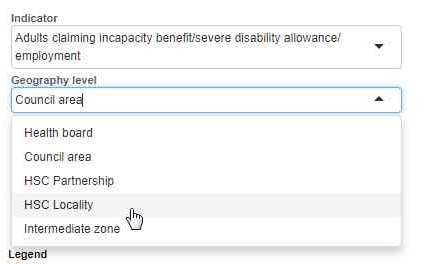 Indicator
Adults claiming incapacity benefit/severe disability allowance/
employment
Geography level
Council area
Health board
Council area
HSC Partnership
HSC Locality
Intermediate zone
Legend